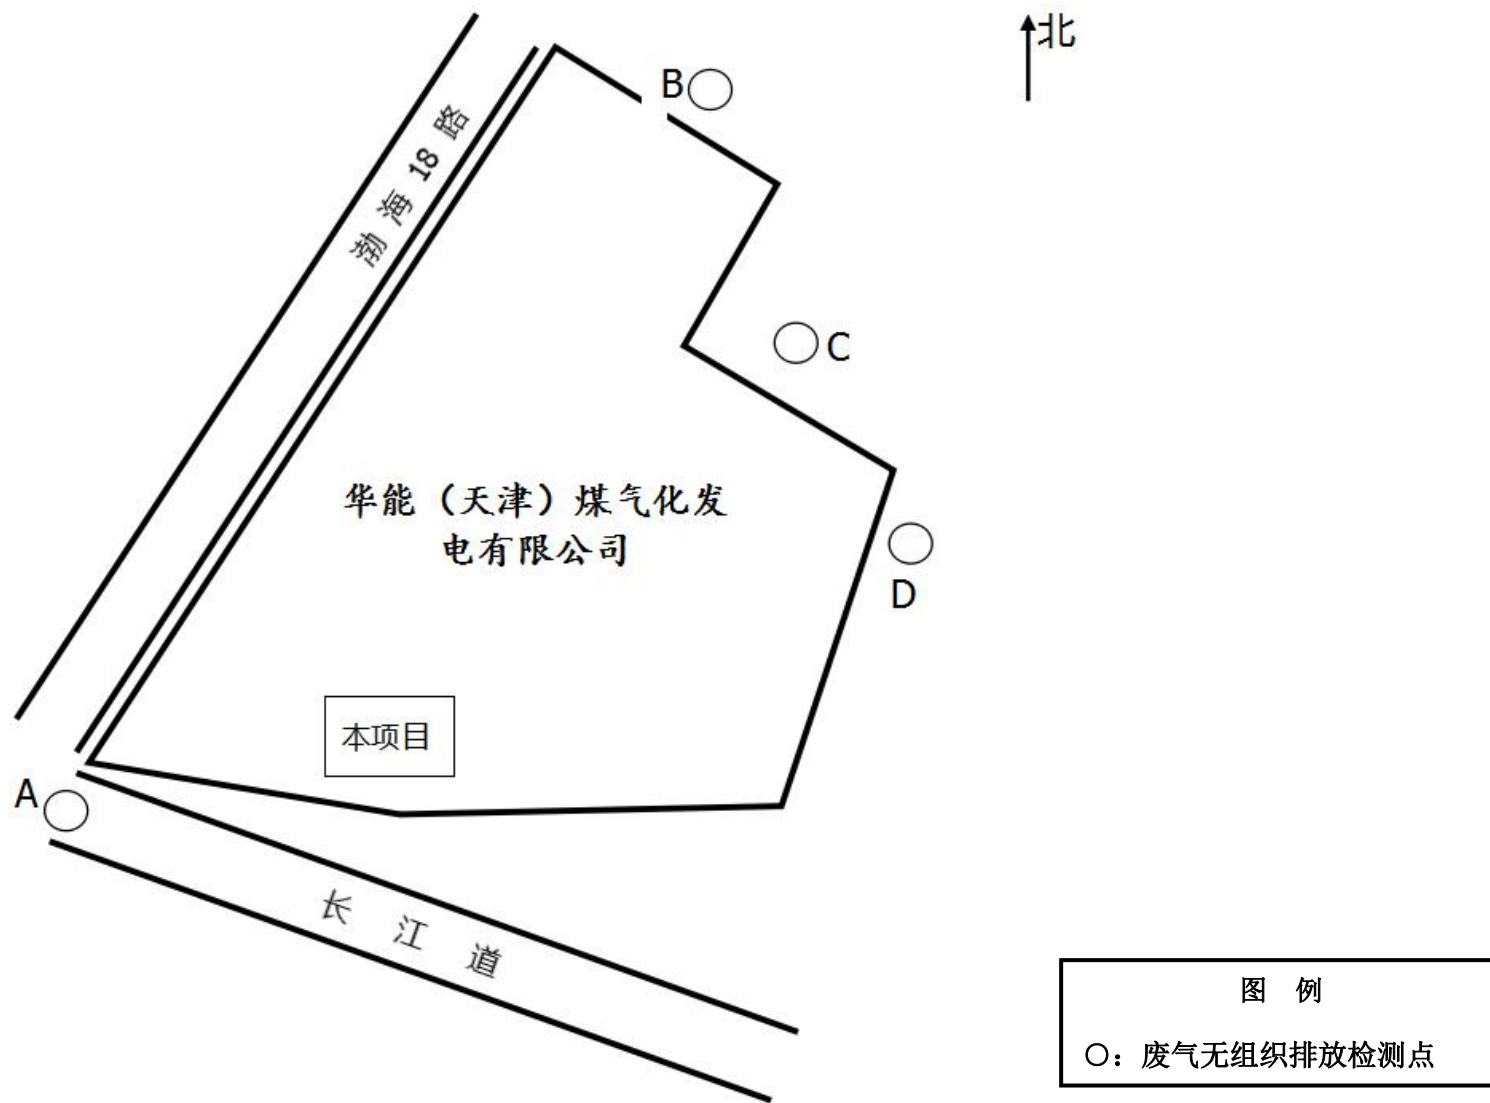 北
B
渤海18路
C
华能（天津）煤气化发
电有限公司
D
本项目
A
长江道
图 例
○：废气无组织排放检测点